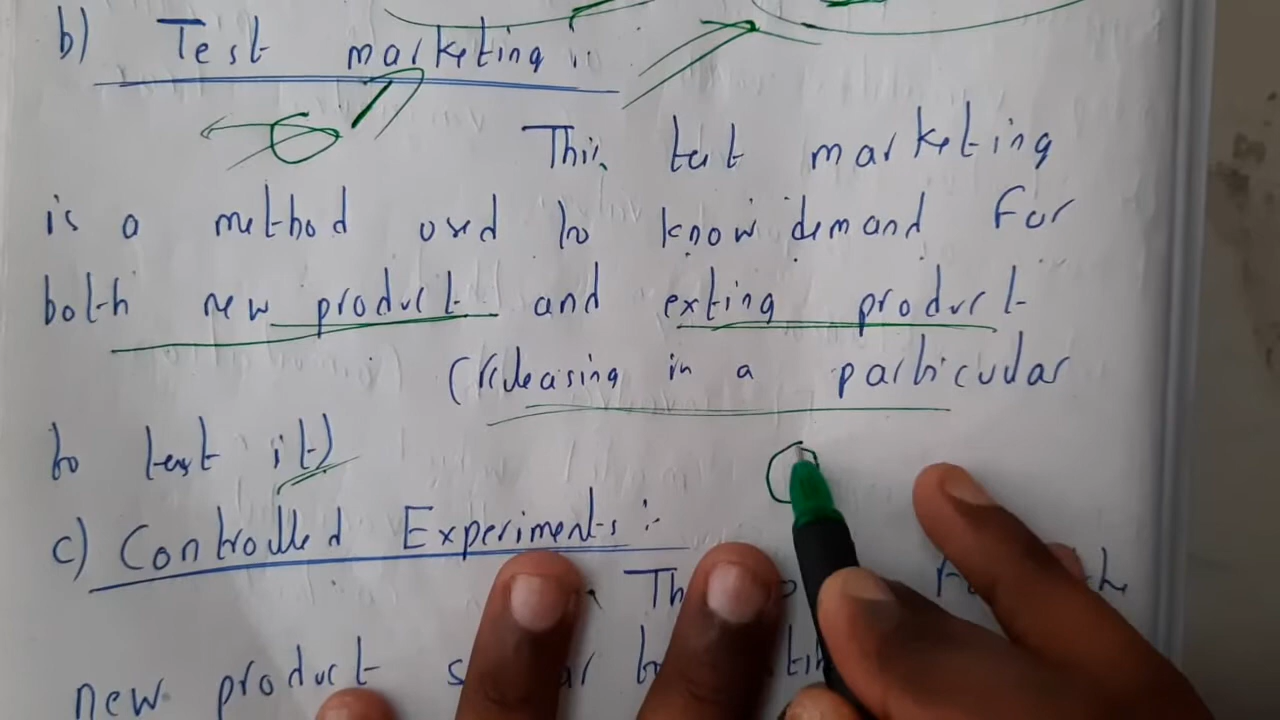 b) Test marketing :-
This test marketing
is a method used to know demand for
both new product and exting product
(releasing in a particular
to test it)
c) Controlled Experiments :-
new product